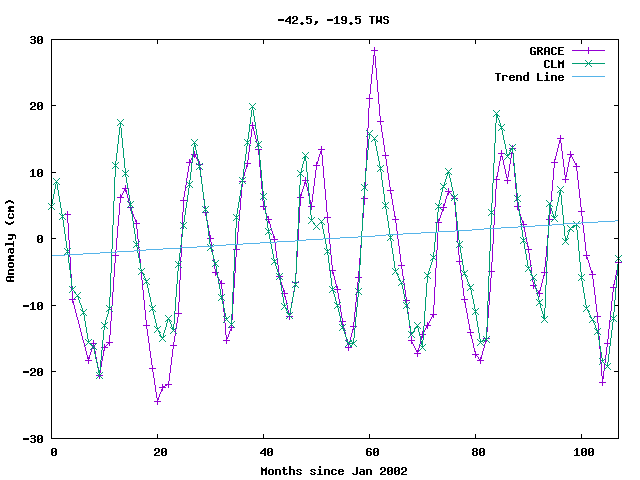 -42.5, -19.5 TWS
GRACE
CLM
Trend Line
30
20
10
0
-10
-20
-30
Anomaly (cm)
0 20 40 60 80 100
Months since Jan 2002